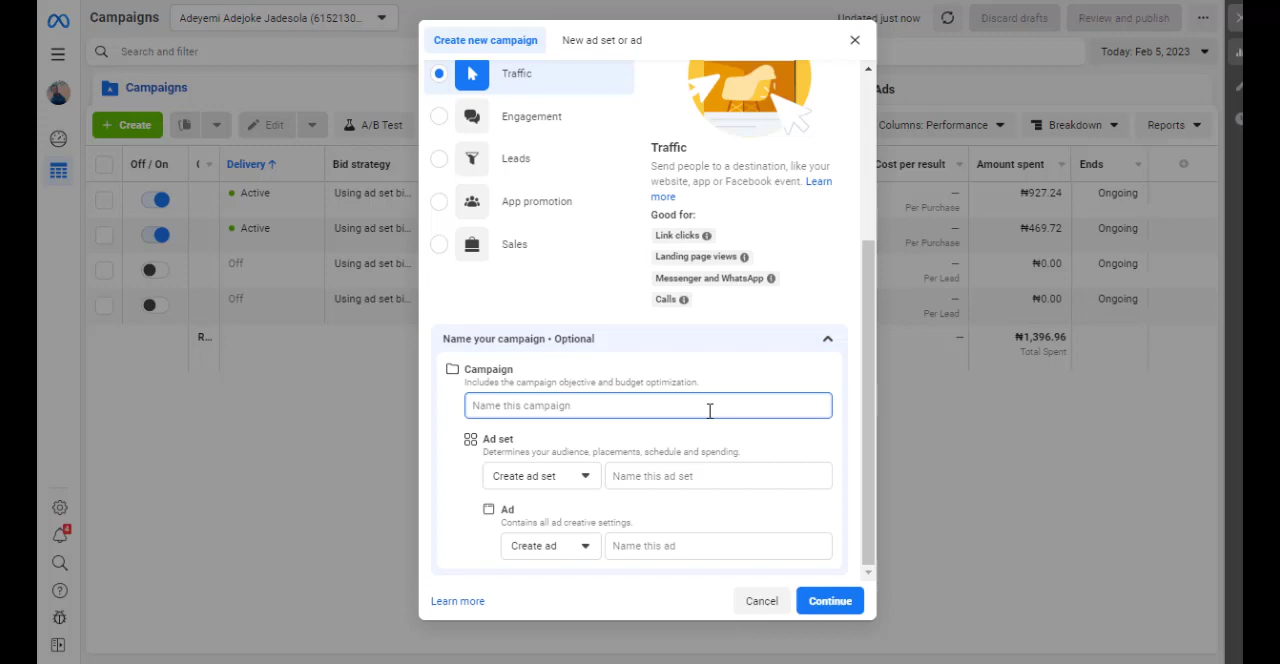 Campaigns
Adeyemi Adejoke Jadesola (6152130...
Updated just now
Discard drafts
Review and publish
Search and filter
Today: Feb 5, 2023
Campaigns
Ads
+ Create
Edit
A/B Test
Columns: Performance
Breakdown
Reports
Off / On
Delivery ↑
Bid strategy
Cost per result
Amount spent
Ends
Active
Using ad set bi...
—
Per Purchase
₦927.24
Ongoing
Active
Using ad set bi...
—
Per Purchase
₦469.72
Ongoing
Off
Using ad set bi...
—
Per Lead
₦0.00
Ongoing
Off
Using ad set bi...
—
Per Lead
₦0.00
Ongoing
R...
—
₦1,396.96
Total Spent
4
Create new campaign
New ad set or ad
Traffic
Engagement
Leads
App promotion
Sales
Traffic
Send people to a destination, like your
website, app or Facebook event. Learn
more
Good for:
Link clicks
Landing page views
Messenger and WhatsApp
Calls
Name your campaign • Optional
Campaign
Includes the campaign objective and budget optimization.
Name this campaign
Ad set
Determines your audience, placements, schedule and spending.
Create ad set
Name this ad set
Ad
Contains all ad creative settings.
Create ad
Name this ad
Learn more
Cancel
Continue